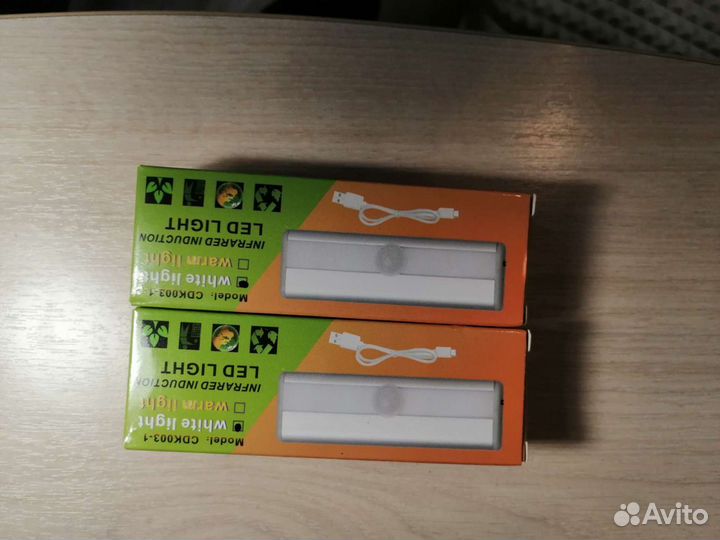 LED LIGHT
INFRARED INDUCTION
warm light
white light
Model: CDK003-1
LED LIGHT
INFRARED INDUCTION
warm light
white light
Model: CDK003-1
Avito